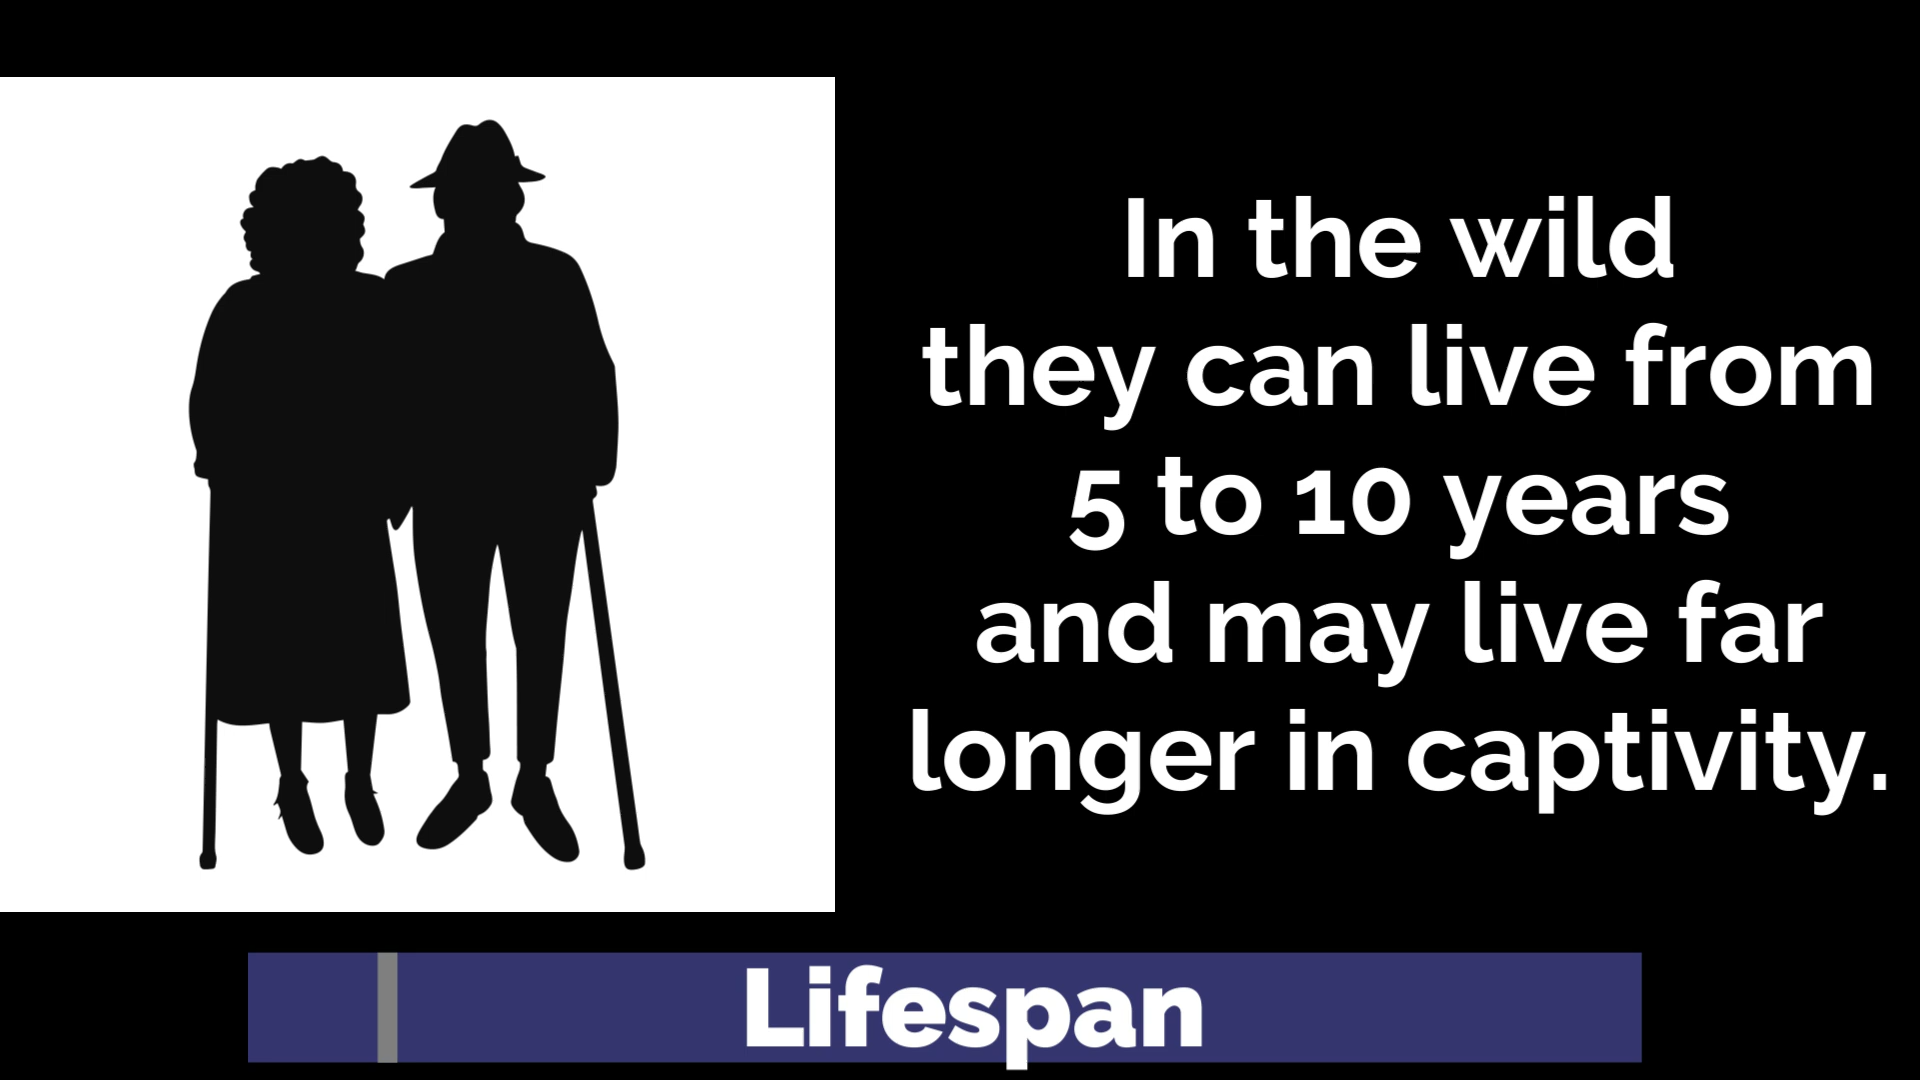 In the wild
they can live from
5 to 10 years
and may live far
longer in captivity.
Lifespan